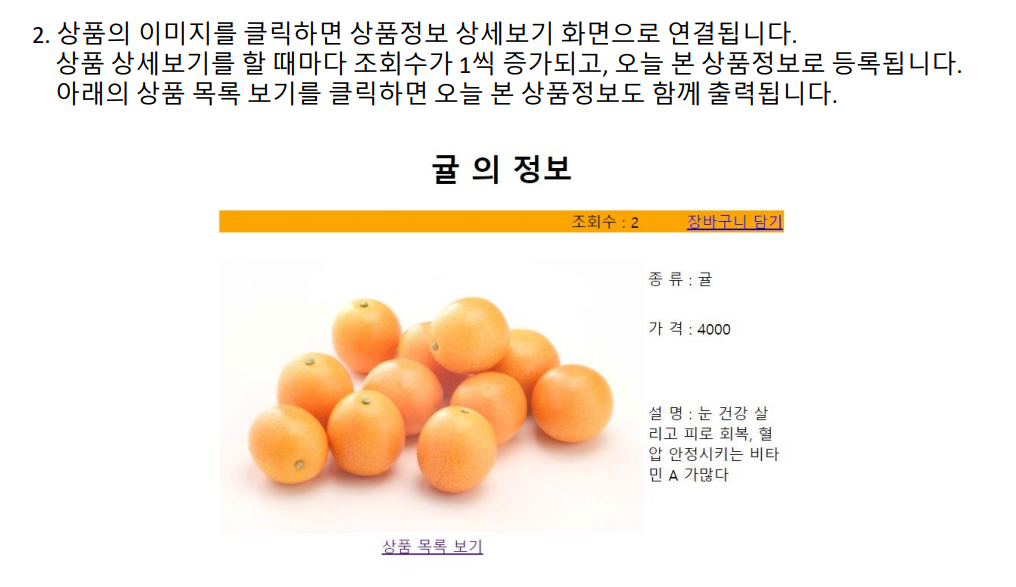 2. 상품의 이미지를 클릭하면 상품정보 상세보기 화면으로 연결됩니다.
상품 상세보기를 할 때마다 조회수가 1씩 증가되고, 오늘 본 상품정보로 등록됩니다.
아래의 상품 목록 보기를 클릭하면 오늘 본 상품정보도 함께 출력됩니다.
귤 의 정보
조회수 : 2 장바구니 담기
종 류 : 귤
가 격 : 4000
설 명 : 눈 건강 살
리고 피로 회복, 혈
압 안정시키는 비타
민 A 가많다
상품 목록 보기